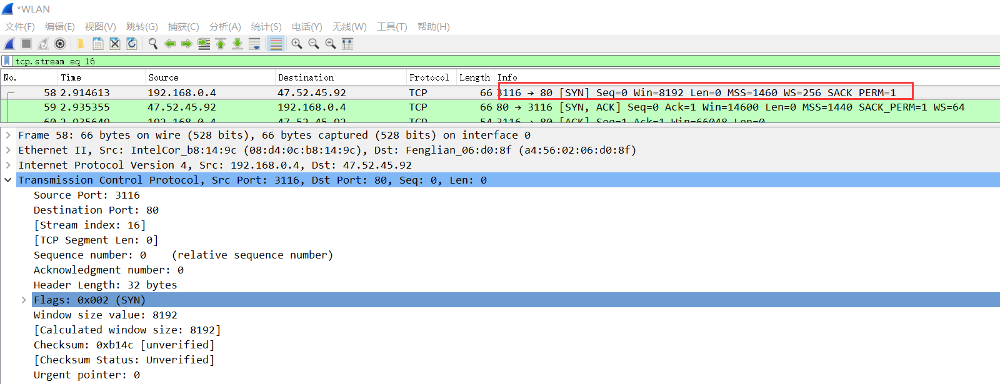 *WLAN
文件(F) 编辑(E) 视图(V) 跳转(G) 捕获(C) 分析(A) 统计(S) 电话(Y) 无线(W) 工具(T) 帮助(H)
tcp.stream eq 16
No. Time Source Destination Protocol Length Info
58 2.914613 192.168.0.4 47.52.45.92 TCP 66 3116 → 80 [SYN] Seq=0 Win=8192 Len=0 MSS=1460 WS=256 SACK_PERM=1
59 2.935355 47.52.45.92 192.168.0.4 TCP 66 80 → 3116 [SYN, ACK] Seq=0 Ack=1 Win=14600 Len=0 MSS=1440 SACK_PERM=1 WS=64
60 2.935649 192.168.0.4 47.52.45.92 TCP 54 3116 → 80 [ACK] Seq=1 Ack=1 Win=66048 Len=0
Frame 58: 66 bytes on wire (528 bits), 66 bytes captured (528 bits) on interface 0
Ethernet II, Src: IntelCor_b8:14:9c (08:d4:0c:b8:14:9c), Dst: Fenglian_06:d0:8f (a4:56:02:06:d0:8f)
Internet Protocol Version 4, Src: 192.168.0.4, Dst: 47.52.45.92
Transmission Control Protocol, Src Port: 3116, Dst Port: 80, Seq: 0, Len: 0
Source Port: 3116
Destination Port: 80
[Stream index: 16]
[TCP Segment Len: 0]
Sequence number: 0 (relative sequence number)
Acknowledgment number: 0
Header Length: 32 bytes
Flags: 0x002 (SYN)
Window size value: 8192
[Calculated window size: 8192]
Checksum: 0xb14c [unverified]
[Checksum Status: Unverified]
Urgent pointer: 0